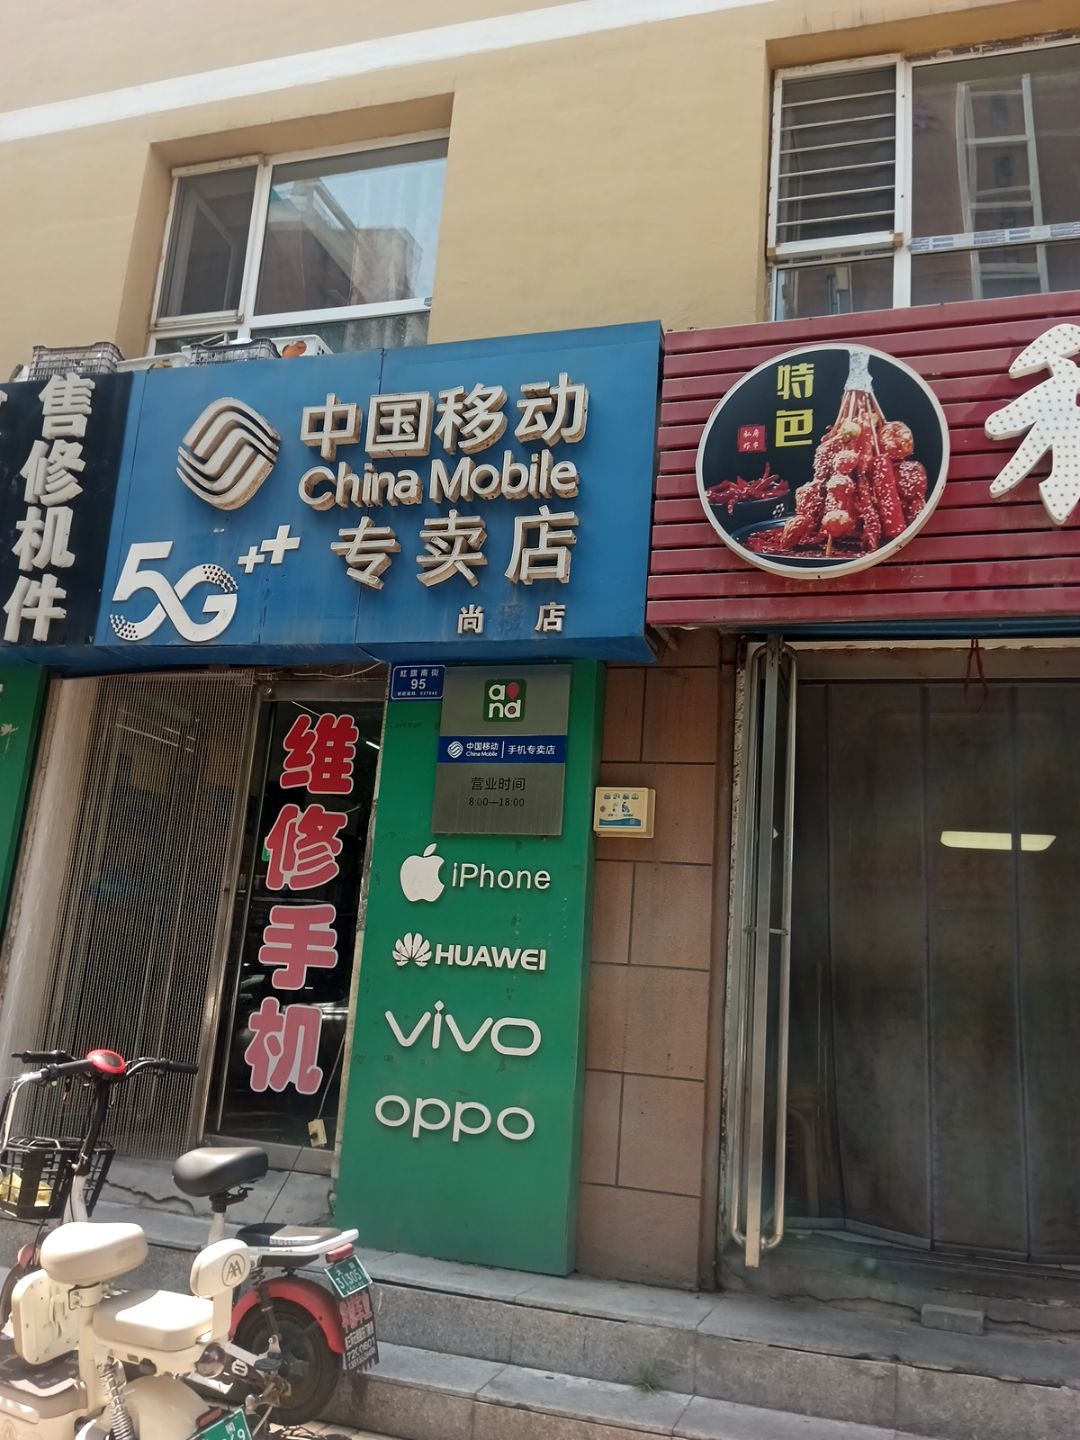 售修机件
中国移动
China Mobile
5G++
专卖店
尚 店
特色
红旗南街
95
and
中国移动
China Mobile
手机专卖店
营业时间
8:00—18:00
维修手机
iPhone
HUAWEI
vivo
oppo
31305